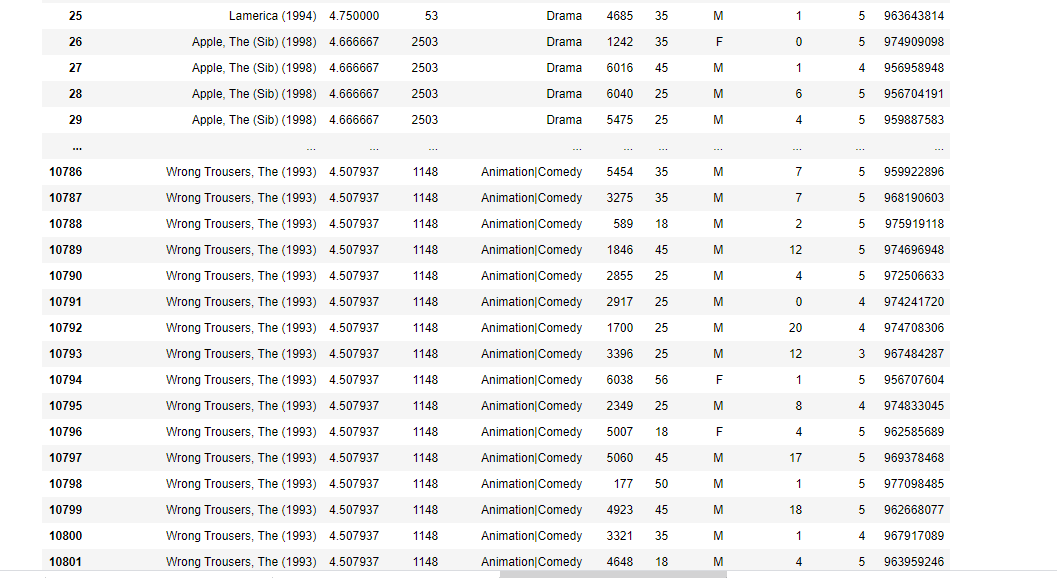 25 Lamerica (1994) 4.750000 53 Drama 4685 35 M 1 5 963643814
26 Apple, The (Sib) (1998) 4.666667 2503 Drama 1242 35 F 0 5 974909098
27 Apple, The (Sib) (1998) 4.666667 2503 Drama 6016 45 M 1 4 956958948
28 Apple, The (Sib) (1998) 4.666667 2503 Drama 6040 25 M 6 5 956704191
29 Apple, The (Sib) (1998) 4.666667 2503 Drama 5475 25 M 4 5 959887583
... ... ... ... ... ... ... ... ... ... ...
10786 Wrong Trousers, The (1993) 4.507937 1148 Animation|Comedy 5454 35 M 7 5 959922896
10787 Wrong Trousers, The (1993) 4.507937 1148 Animation|Comedy 3275 35 M 7 5 968190603
10788 Wrong Trousers, The (1993) 4.507937 1148 Animation|Comedy 589 18 M 2 5 975919118
10789 Wrong Trousers, The (1993) 4.507937 1148 Animation|Comedy 1846 45 M 12 5 974696948
10790 Wrong Trousers, The (1993) 4.507937 1148 Animation|Comedy 2855 25 M 4 5 972506633
10791 Wrong Trousers, The (1993) 4.507937 1148 Animation|Comedy 2917 25 M 0 4 974241720
10792 Wrong Trousers, The (1993) 4.507937 1148 Animation|Comedy 1700 25 M 20 4 974708306
10793 Wrong Trousers, The (1993) 4.507937 1148 Animation|Comedy 3396 25 M 12 3 967484287
10794 Wrong Trousers, The (1993) 4.507937 1148 Animation|Comedy 6038 56 F 1 5 956707604
10795 Wrong Trousers, The (1993) 4.507937 1148 Animation|Comedy 2349 25 M 8 4 974833045
10796 Wrong Trousers, The (1993) 4.507937 1148 Animation|Comedy 5007 18 F 4 5 962585689
10797 Wrong Trousers, The (1993) 4.507937 1148 Animation|Comedy 5060 45 M 17 5 969378468
10798 Wrong Trousers, The (1993) 4.507937 1148 Animation|Comedy 177 50 M 1 5 977098485
10799 Wrong Trousers, The (1993) 4.507937 1148 Animation|Comedy 4923 45 M 18 5 962668077
10800 Wrong Trousers, The (1993) 4.507937 1148 Animation|Comedy 3321 35 M 1 4 967917089
10801 Wrong Trousers, The (1993) 4.507937 1148 Animation|Comedy 4648 18 M 4 5 963959246